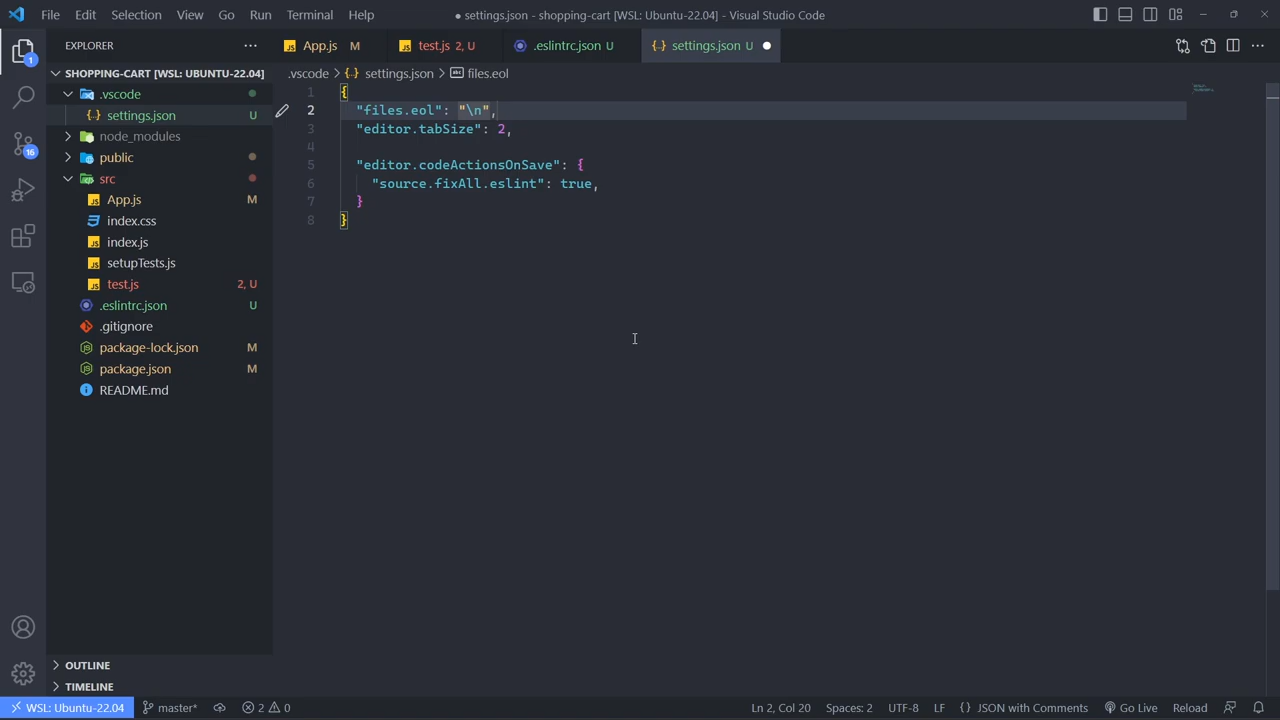 File Edit Selection View Go Run Terminal Help
● settings.json - shopping-cart [WSL: Ubuntu-22.04] - Visual Studio Code
EXPLORER
App.js M
test.js 2, U
.eslintrc.json U
{..} settings.json U
SHOPPING-CART [WSL: UBUNTU-22.04]
.vscode
{..} settings.json U
node_modules
public
src
App.js M
index.css
index.js
setupTests.js
test.js 2, U
.eslintrc.json U
.gitignore
package-lock.json M
package.json M
README.md
OUTLINE
TIMELINE
1
16
.vscode > {..} settings.json > abc files.eol
1 {
2 "files.eol": "\n",
3 "editor.tabSize": 2,
4
5 "editor.codeActionsOnSave": {
6 "source.fixAll.eslint": true,
7 }
8 }
WSL: Ubuntu-22.04 master* 2 0 Ln 2, Col 20 Spaces: 2 UTF-8 LF {} JSON with Comments Go Live Reload